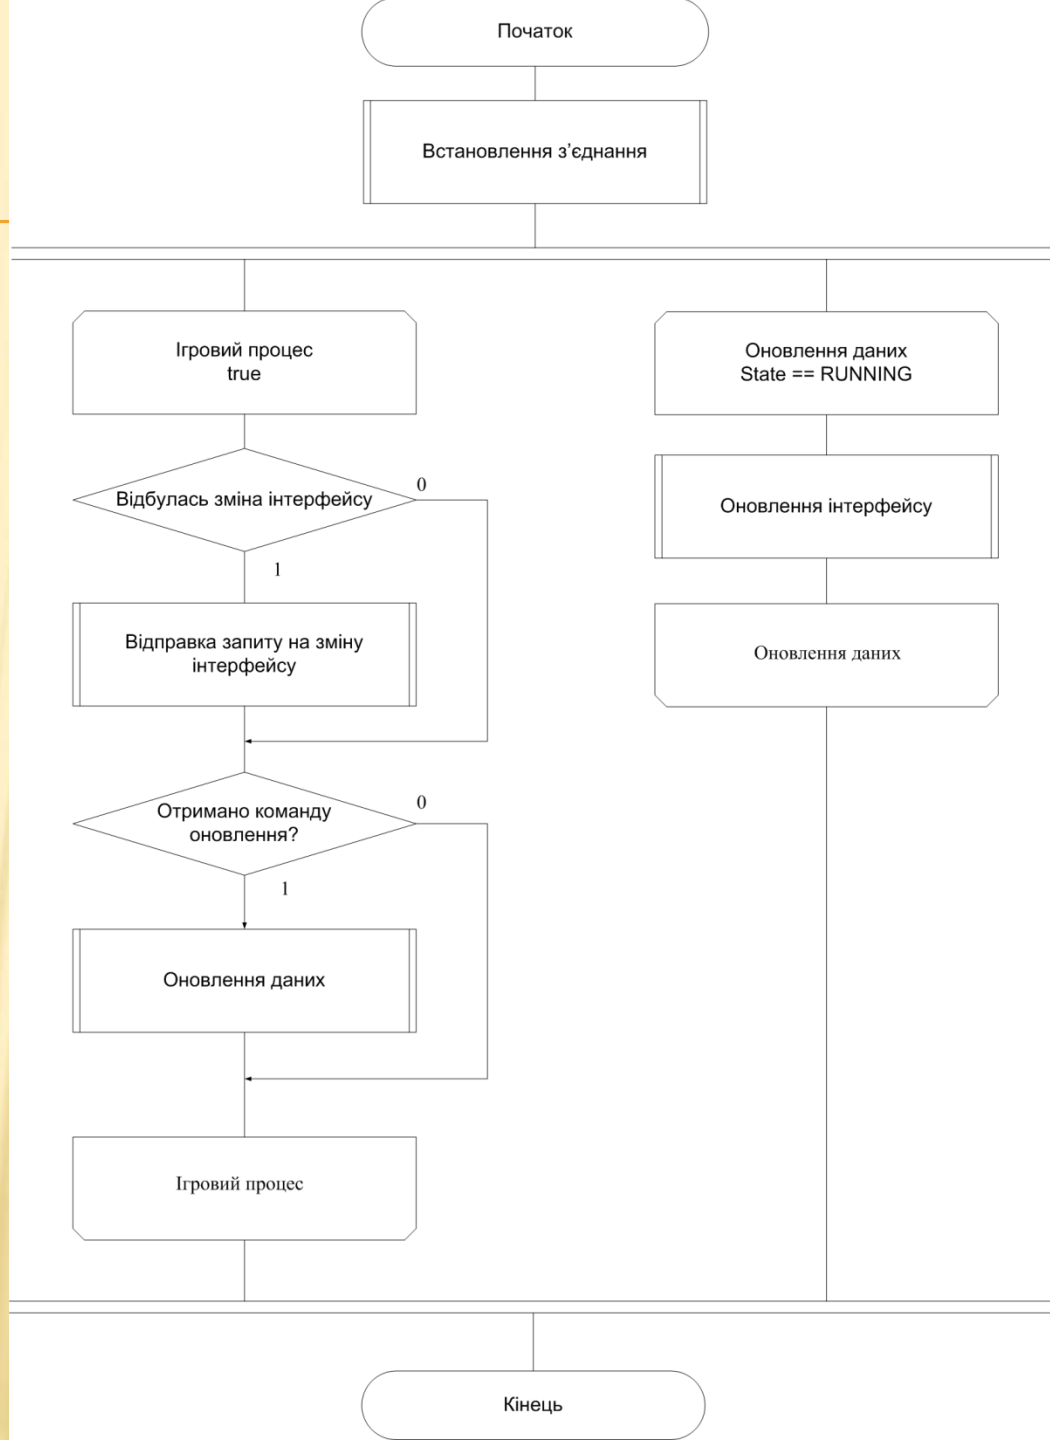 Початок
Встановлення з’єднання
Ігровий процес
true
Відбулась зміна інтерфейсу
0
1
Відправка запиту на зміну
інтерфейсу
Отримано команду
оновлення?
0
1
Оновлення даних
Ігровий процес
Оновлення даних
State == RUNNING
Оновлення інтерфейсу
Оновлення даних
Кінець